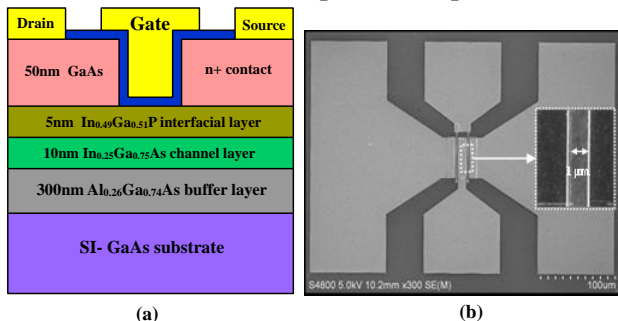 Drain
Gate
Source
50nm GaAs
n+ contact
5nm In0.49Ga0.51P interfacial layer
10nm In0.25Ga0.75As channel layer
300nm Al0.26Ga0.74As buffer layer
SI- GaAs substrate
(a)
1 μm
S4800 5.0kV 10.2mm x300 SE(M)
100um
(b)